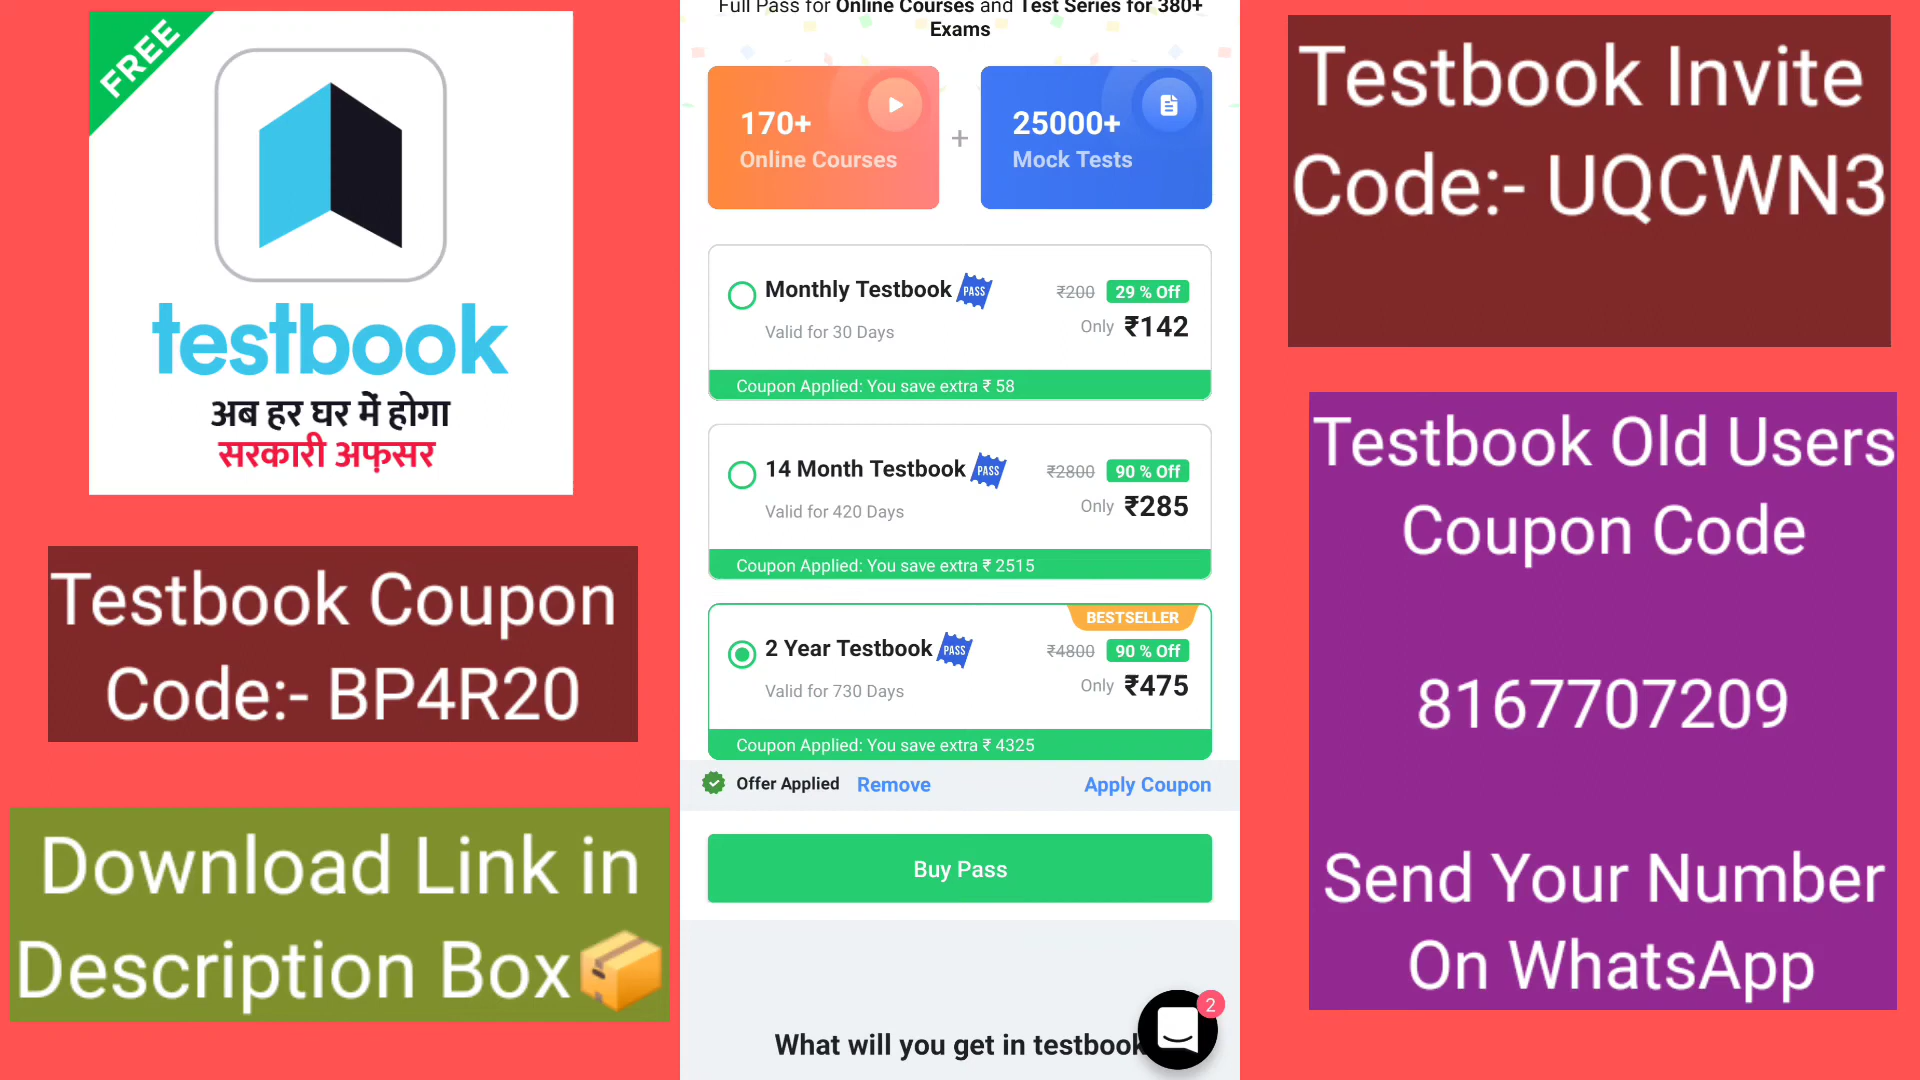 FREE
testbook
अब हर घर में होगा
सरकारी अफ़सर
Testbook Coupon
Code:- BP4R20
Download Link in
Description Box
Full Pass for Online Courses and Test Series for 380+
Exams
170+
Online Courses
+
25000+
Mock Tests
Monthly Testbook PASS
₹200 29 % Off
Valid for 30 Days
Only ₹142
Coupon Applied: You save extra ₹ 58
14 Month Testbook PASS
₹2800 90 % Off
Valid for 420 Days
Only ₹285
Coupon Applied: You save extra ₹ 2515
BESTSELLER
2 Year Testbook PASS
₹4800 90 % Off
Valid for 730 Days
Only ₹475
Coupon Applied: You save extra ₹ 4325
Offer Applied Remove Apply Coupon
Buy Pass
What will you get in testbook
2
Testbook Invite
Code:- UQCWN3
Testbook Old Users
Coupon Code
8167707209
Send Your Number
On WhatsApp